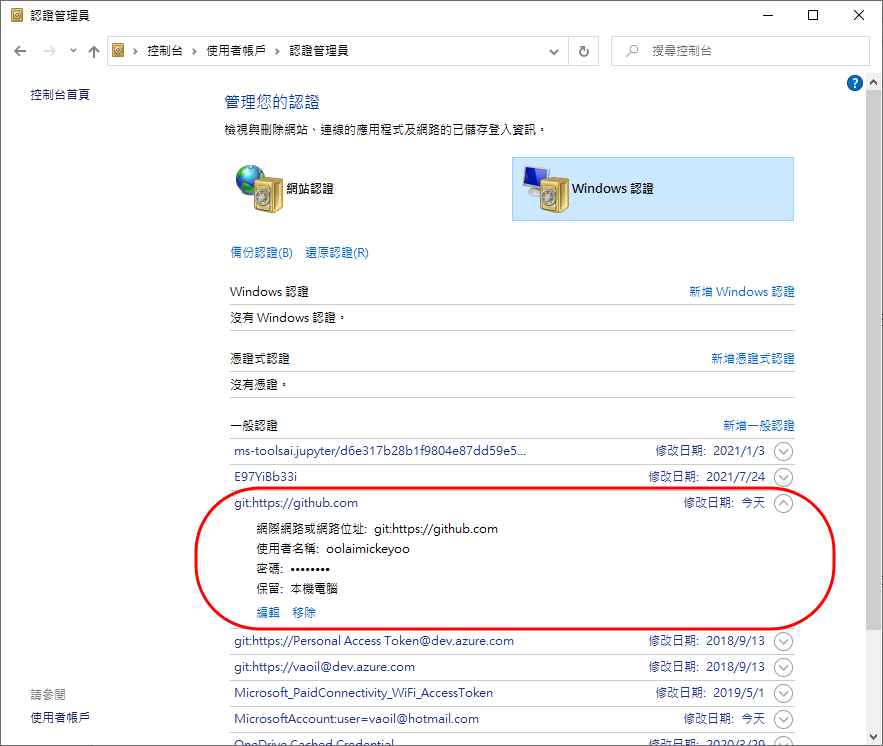 認證管理員
控制台 › 使用者帳戶 › 認證管理員
搜尋控制台
控制台首頁
管理您的認證
檢視與刪除網站、連線的應用程式及網路的已儲存登入資訊。
網站認證
Windows 認證
備份認證(B) 還原認證(R)
Windows 認證 新增 Windows 認證
沒有 Windows 認證。
憑證式認證 新增憑證式認證
沒有憑證。
一般認證 新增一般認證
ms-toolsai.jupyter/d6e317b28b1f9804e87dd59e5... 修改日期: 2021/1/3
E97YiBb33i 修改日期: 2021/7/24
git:https://github.com 修改日期: 今天
網際網路或網路位址: git:https://github.com
使用者名稱: oolaimickeyoo
密碼: ••••••••
保留: 本機電腦
編輯 移除
git:https://Personal Access Token@dev.azure.com 修改日期: 2018/9/13
git:https://vaoil@dev.azure.com 修改日期: 2018/9/13
Microsoft_PaidConnectivity_WiFi_AccessToken 修改日期: 2019/5/1
MicrosoftAccount:user=vaoil@hotmail.com 修改日期: 今天
OneDrive Cached Credential 修改日期: 2020/3/29
請參閱
使用者帳戶